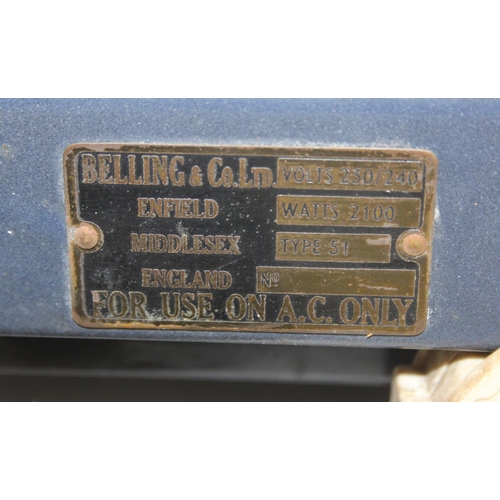 BELLING & Co. LTD. VOLTS 230/240
ENFIELD WATTS 2100
MIDDLESEX TYPE 51
ENGLAND No
FOR USE ON A.C. ONLY